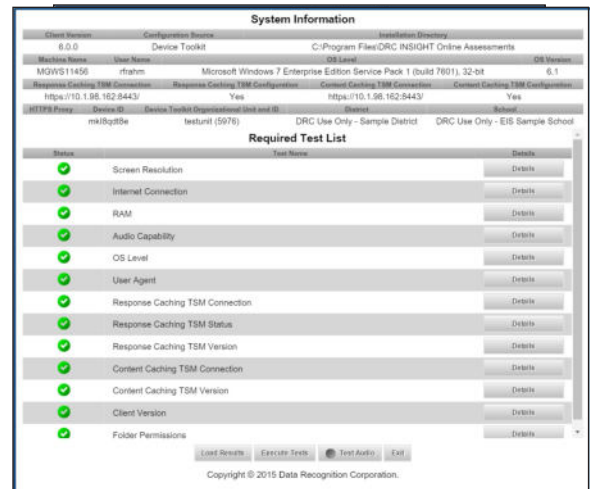 System Information
Client Version Configuration Source Installation Directory
6.0.0 Device Toolkit C:\Program Files\DRC INSIGHT Online Assessments
Machine Name User Name OS Level OS Version
MGWS11456 rfrahm Microsoft Windows 7 Enterprise Edition Service Pack 1 (build 7601), 32-bit 6.1
Response Caching TSM Connection Response Caching TSM Configuration Content Caching TSM Connection Content Caching TSM Configuration
https://10.1.98.162:8443/ Yes https://10.1.98.162:8443/ Yes
HTTPS Proxy Device ID Device Toolkit Organizational Unit and ID District School
mkl8qdt8e testunit (5976) DRC Use Only - Sample District DRC Use Only - EIS Sample School
Required Test List
Status Test Name Details
Screen Resolution Details
Internet Connection Details
RAM Details
Audio Capability Details
OS Level Details
User Agent Details
Response Caching TSM Connection Details
Response Caching TSM Status Details
Response Caching TSM Version Details
Content Caching TSM Connection Details
Content Caching TSM Version Details
Client Version Details
Folder Permissions Details
Load Results Execute Tests Test Audio Exit
Copyright © 2015 Data Recognition Corporation.